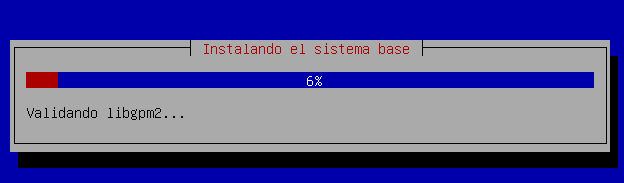 Instalando el sistema base
6%
Validando libgpm2...